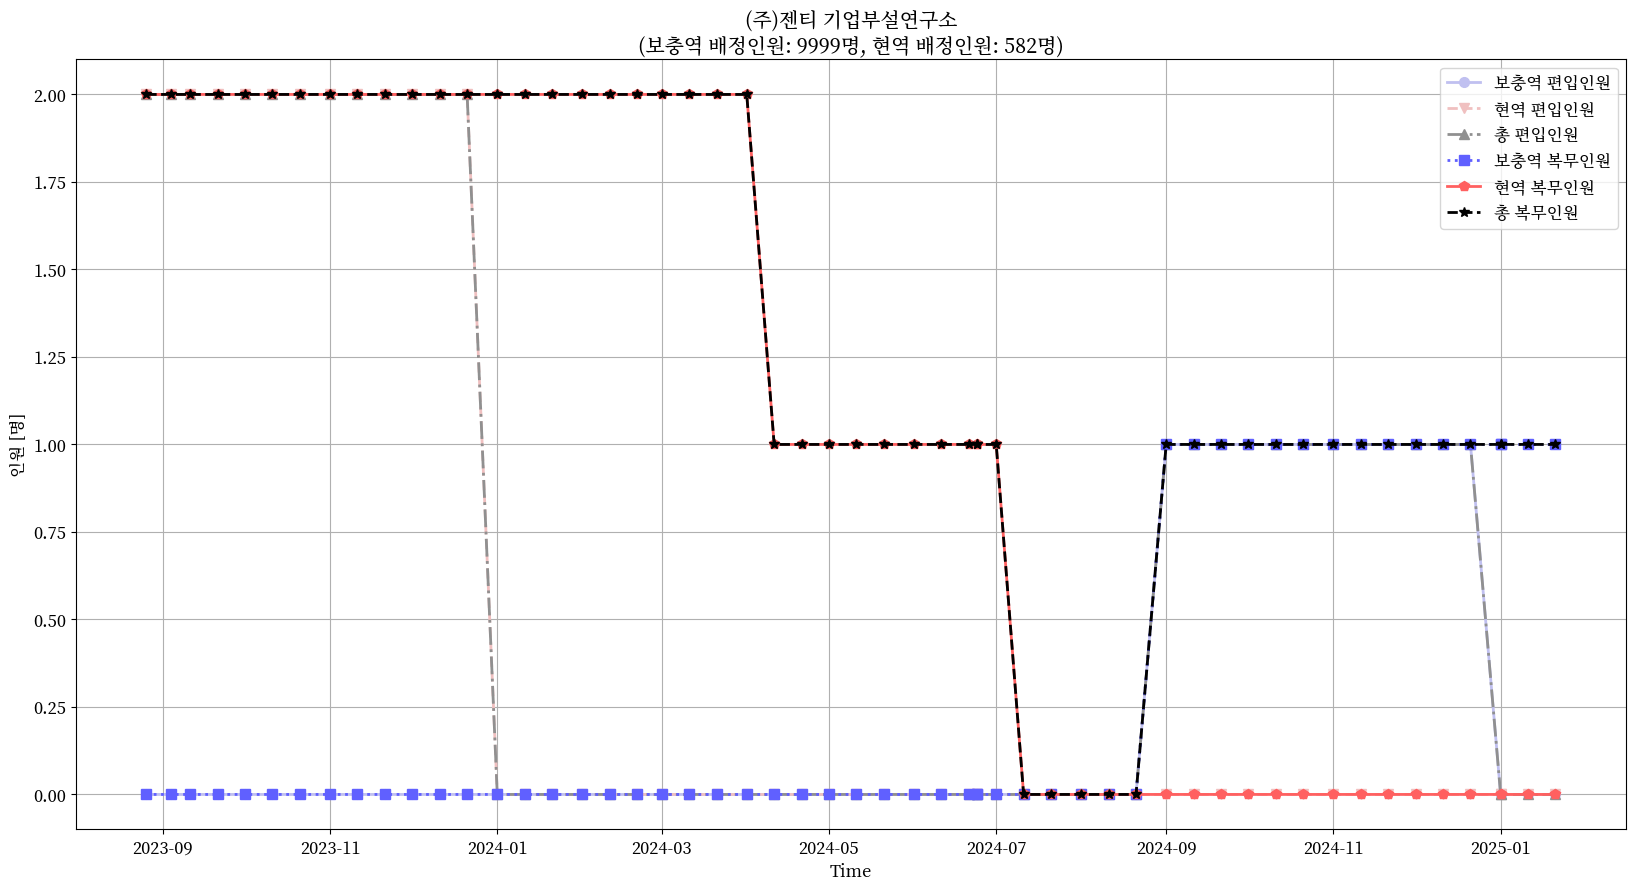 (주)젠티 기업부설연구소
(보충역 배정인원: 9999명, 현역 배정인원: 582명)
보충역 편입인원
현역 편입인원
총 편입인원
보충역 복무인원
현역 복무인원
총 복무인원
2.00
1.75
1.50
1.25
1.00
0.75
0.50
0.25
0.00
인원 [명]
2023-09
2023-11
2024-01
2024-03
2024-05
2024-07
2024-09
2024-11
2025-01
Time